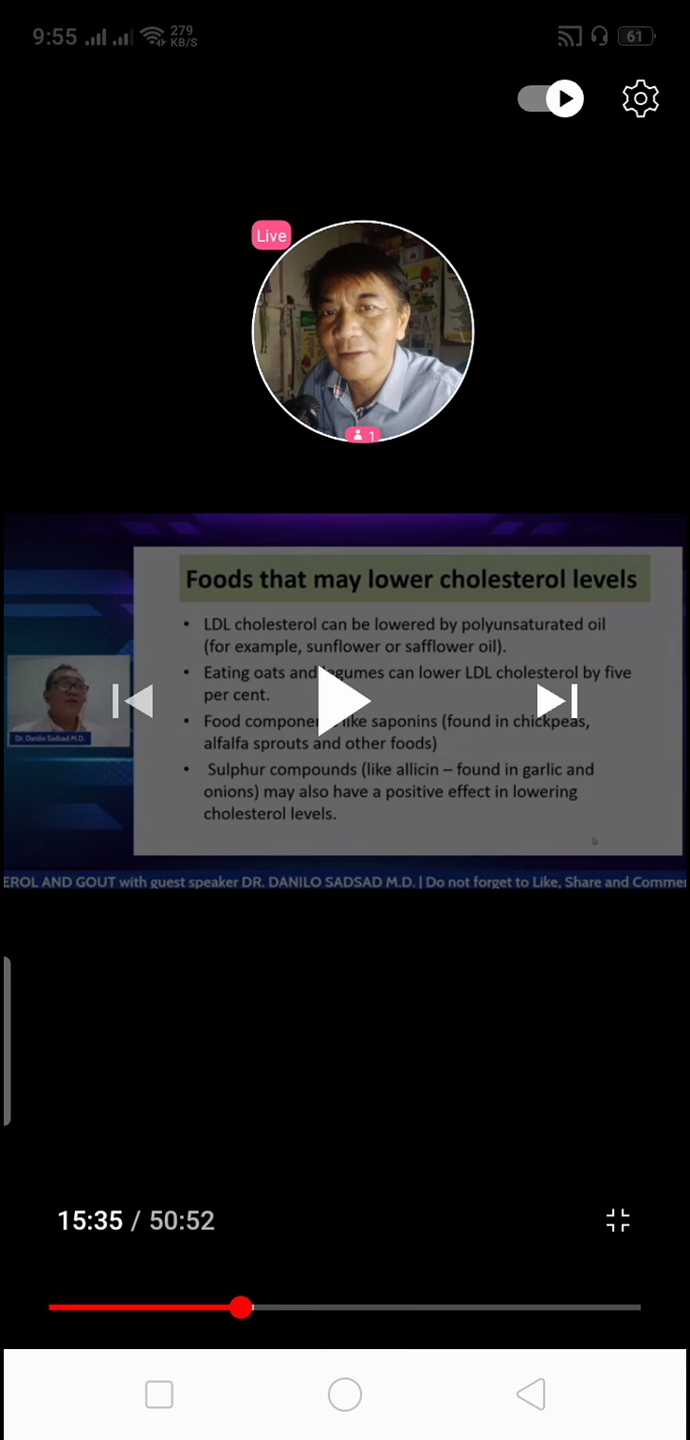 9:55
279
KB/S
61
Live
1
Foods that may lower cholesterol levels
• LDL cholesterol can be lowered by polyunsaturated oil
(for example, sunflower or safflower oil).
• Eating oats and legumes can lower LDL cholesterol by five
per cent.
• Food components like saponins (found in chickpeas,
alfalfa sprouts and other foods)
• Sulphur compounds (like allicin – found in garlic and
onions) may also have a positive effect in lowering
cholesterol levels.
Dr. Danilo Sadsad M.D.
EROL AND GOUT with guest speaker DR. DANILO SADSAD M.D. | Do not forget to Like, Share and Comme
15:35 / 50:52